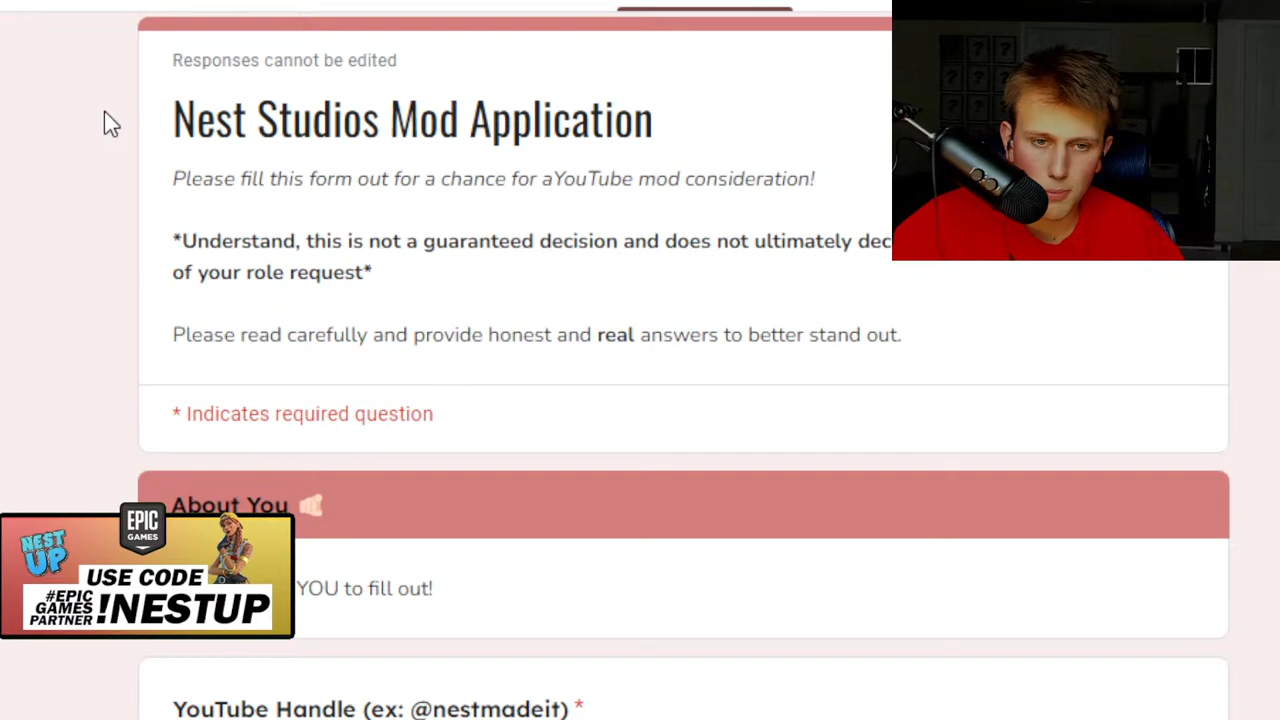 Responses cannot be edited
Nest Studios Mod Application
Please fill this form out for a chance for aYouTube mod consideration!
*Understand, this is not a guaranteed decision and does not ultimately
of your role request*
Please read carefully and provide honest and real answers to better stand out.
* Indicates required question
About You
YOU to fill out!
NEST UP
EPIC GAMES
USE CODE
#EPIC GAMES PARTNER
!NESTUP
YouTube Handle (ex: @nestmadeit) *